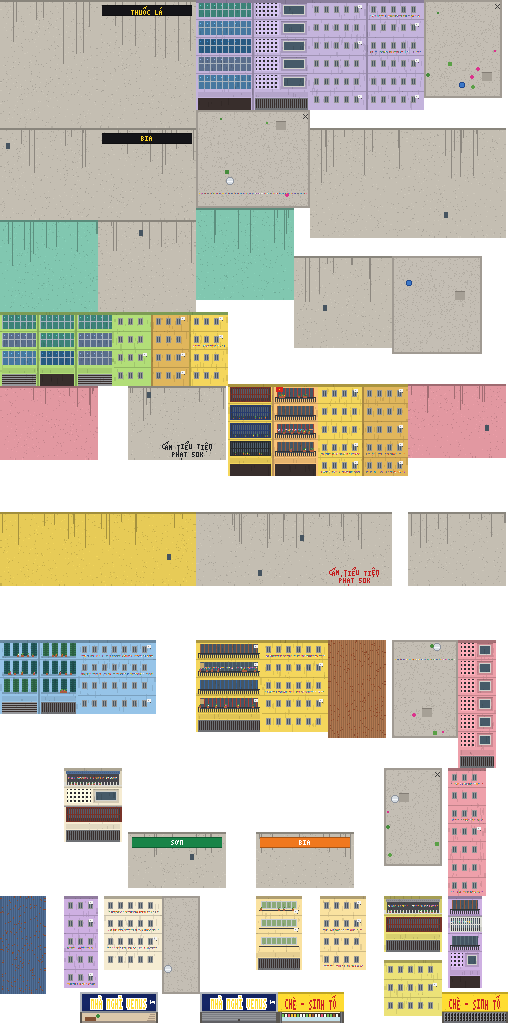 THUỐC LÁ
BIA
CẤM TIỂU TIỆN
PHẠT 50K
CẤM TIỂU TIỆN
PHẠT 50K
SƠN
BIA
CHÈ - SINH TỐ
CHÈ - SINH TỐ